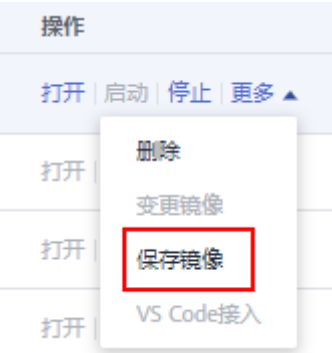 操作
打开 启动 停止 更多
删除
打开
变更镜像
保存镜像
打开
VS Code接入
打开